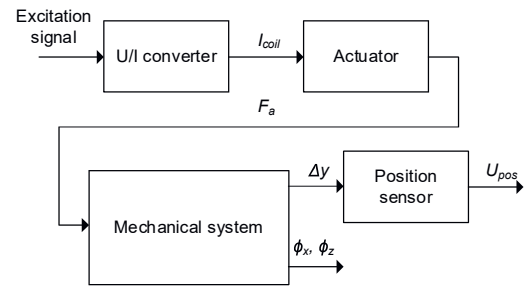 Excitation
signal
U/I converter
I_coil
Actuator
F_a
Mechanical system
Δy
Position
sensor
U_pos
ϕ_x, ϕ_z